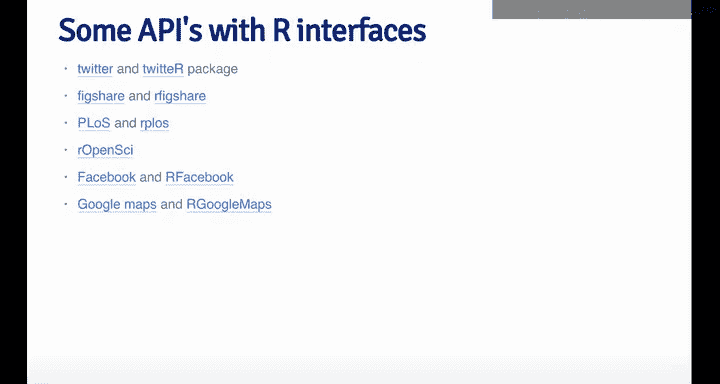 Some API's with R interfaces
twitter and twitteR package
figshare and rfigshare
PLoS and rplos
rOpenSci
Facebook and RFacebook
Google maps and RGoogleMaps